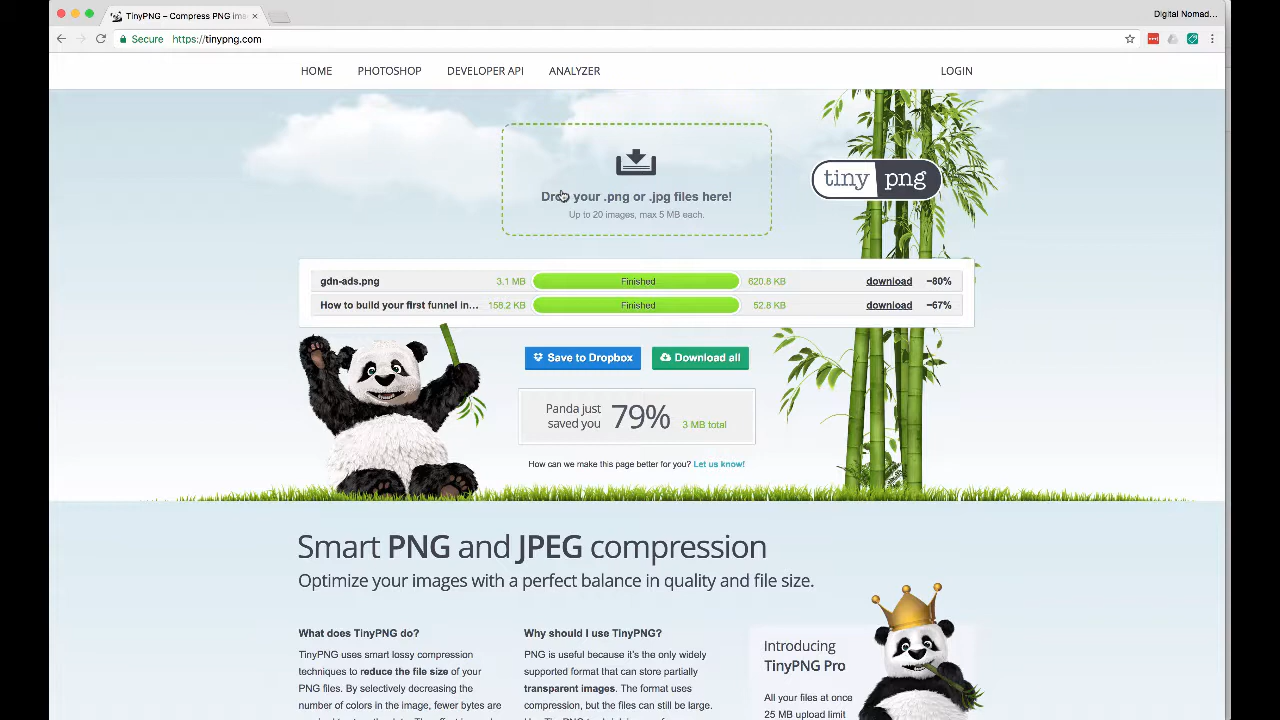 TinyPNG – Compress PNG ima
Digital Nomad...
Secure https://tinypng.com
HOME PHOTOSHOP DEVELOPER API ANALYZER LOGIN
Drop your .png or .jpg files here!
Up to 20 images, max 5 MB each.
tiny png
gdn-ads.png 3.1 MB Finished 620.8 KB download −80%
How to build your first funnel in... 158.2 KB Finished 52.8 KB download −67%
Save to Dropbox Download all
Panda just
saved you 79% 3 MB total
How can we make this page better for you? Let us know!
Smart PNG and JPEG compression
Optimize your images with a perfect balance in quality and file size.
What does TinyPNG do?
TinyPNG uses smart lossy compression
techniques to reduce the file size of your
PNG files. By selectively decreasing the
number of colors in the image, fewer bytes are
Why should I use TinyPNG?
PNG is useful because it's the only widely
supported format that can store partially
transparent images. The format uses
compression, but the files can still be large.
Introducing
TinyPNG Pro
All your files at once
25 MB upload limit